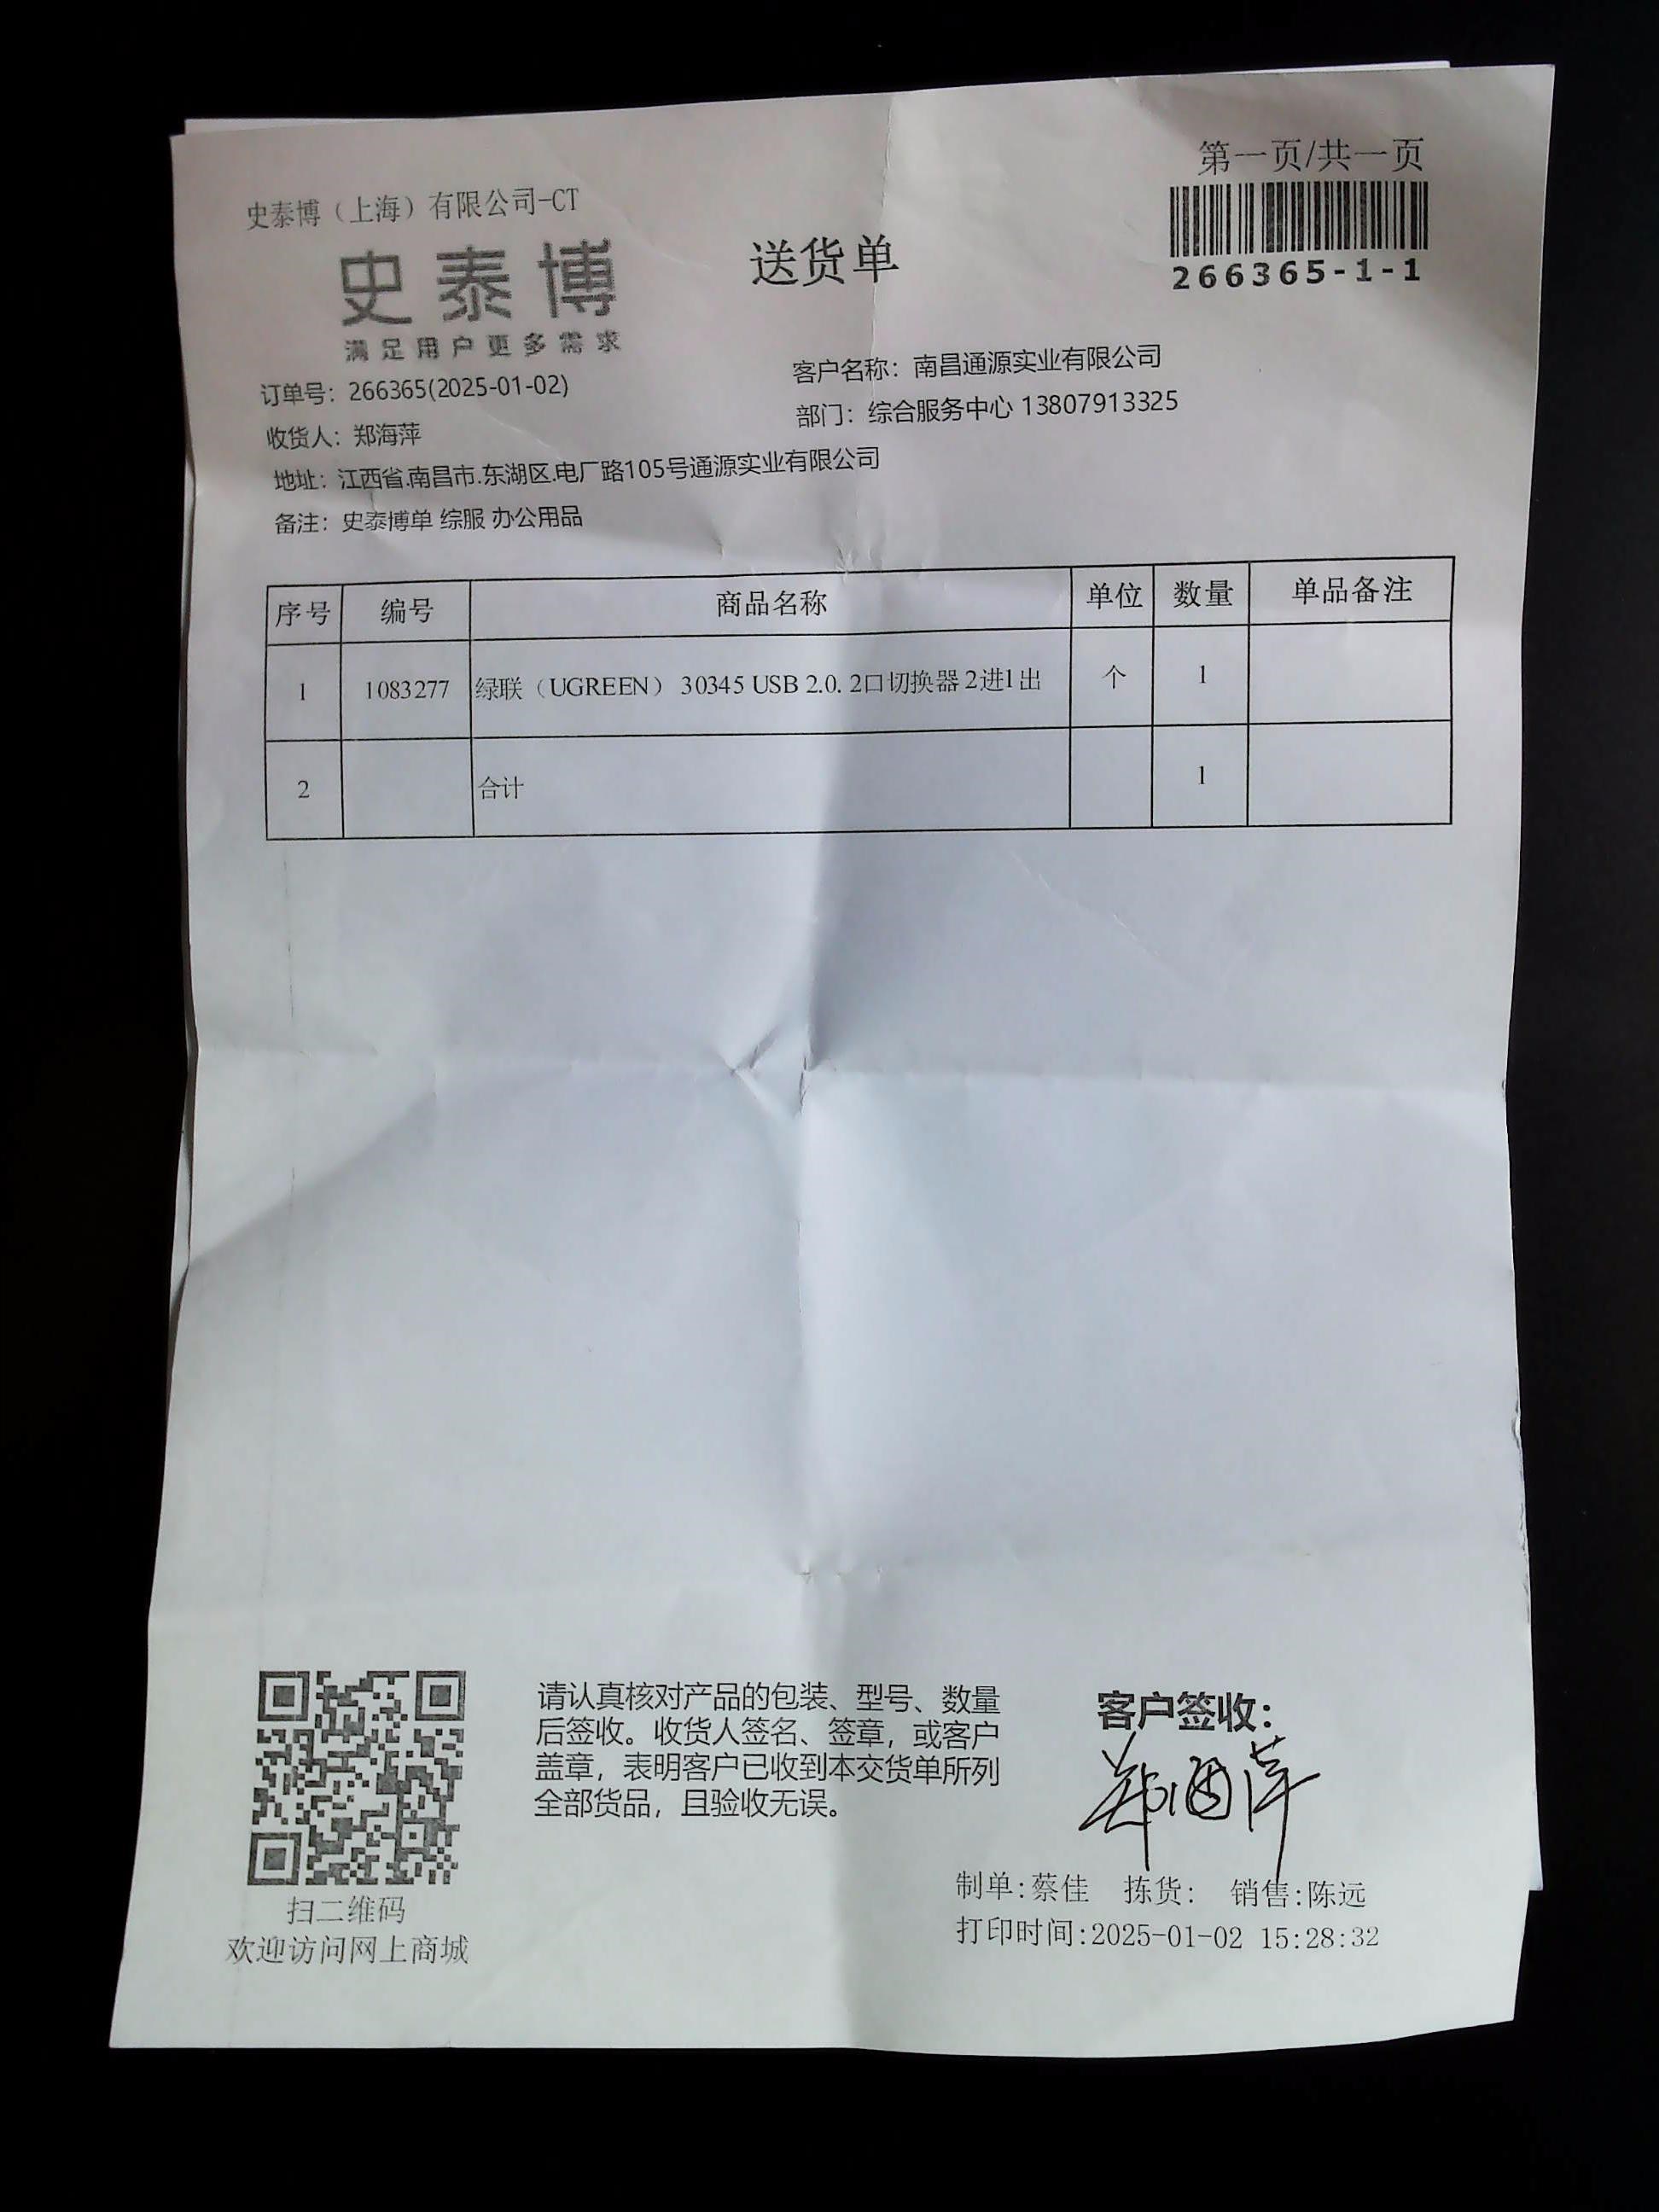 第一页/共一页
史泰博（上海）有限公司-CT
史泰博
满足用户更多需求
送货单
266365-1-1
订单号：266365(2025-01-02)
客户名称：南昌通源实业有限公司
收货人：郑海萍
部门：综合服务中心 13807913325
地址：江西省.南昌市.东湖区.电厂路105号通源实业有限公司
备注：史泰博单 综服 办公用品
序号 编号 商品名称 单位 数量 单品备注
1 1083277 绿联（UGREEN） 30345 USB 2.0. 2口切换器 2进1出 个 1
2 合计 1
请认真核对产品的包装、型号、数量
后签收。收货人签名、签章，或客户
盖章，表明客户已收到本交货单所列
全部货品，且验收无误。
客户签收：
郑海萍
扫二维码
欢迎访问网上商城
制单:蔡佳 拣货: 销售:陈远
打印时间:2025-01-02 15:28:32